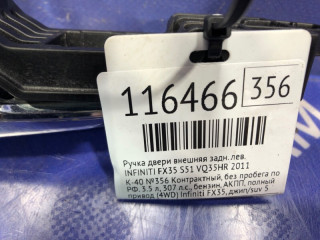 116466 356
Ручка двери внешняя задн. лев.
INFINITI FX35 S51 VQ35HR 2011
К-40 №356 Контрактный, без пробега по
РФ, 3.5 л, 307 л.с., бензин, АКПП, полный
привод (4WD) Infiniti FX35, джип/suv 5